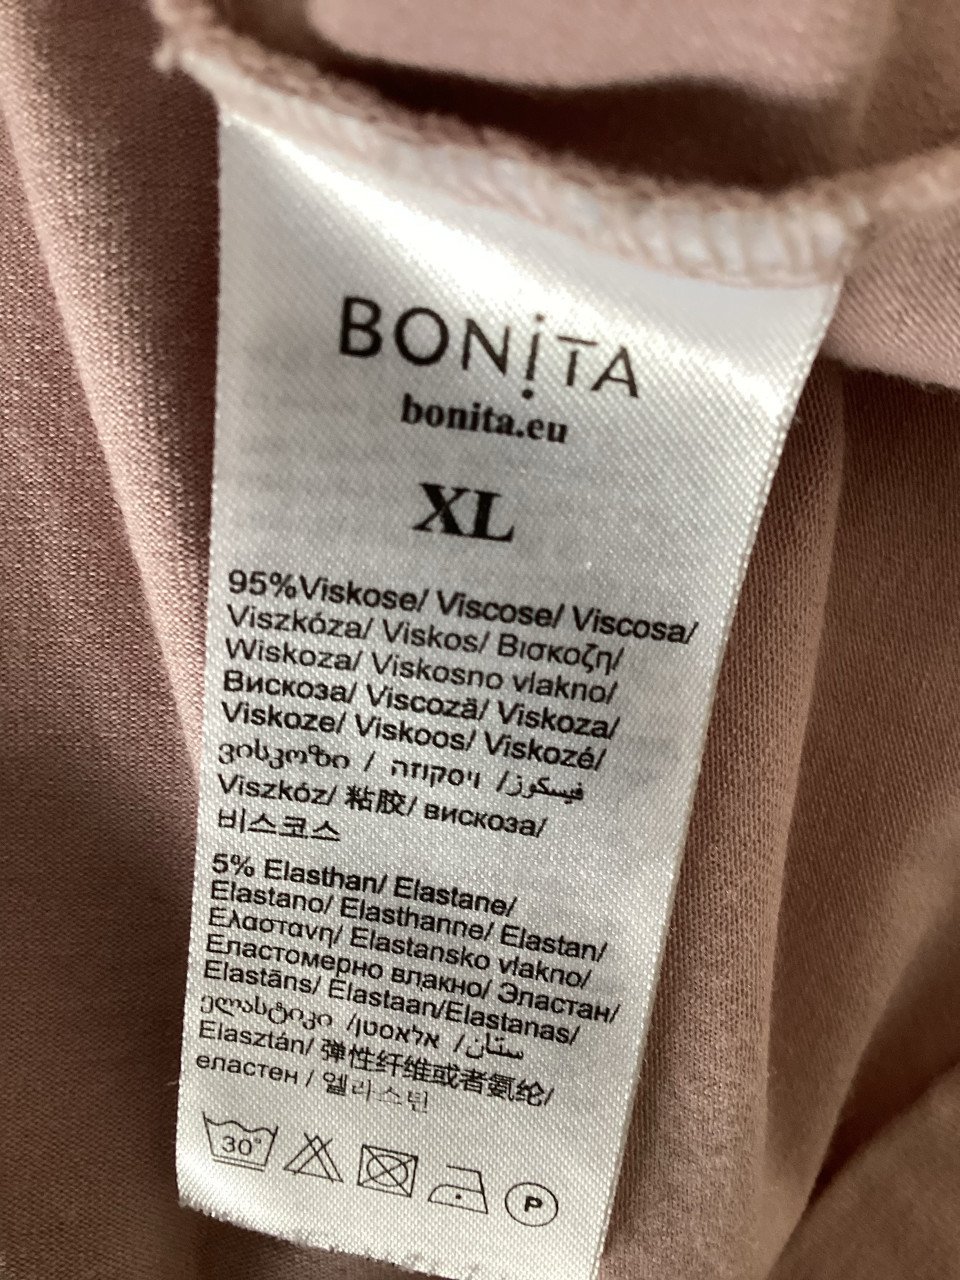 BONiTA
bonita.eu
XL
95%Viskose/ Viscose/ Viscosa/
Viszkóza/ Viskos/ Βισκοζη/
Wiskoza/ Viskosno vlakno/
Вискоза/ Viscoză/ Viskoza/
Viskoze/ Viskoos/ Viskozé/
ვისკოზი / ויסקוזה /فيسكوز/
Viszkóz/ 粘胶/ вискоза/
비스코스
5% Elasthan/ Elastane/
Elastano/ Elasthanne/ Elastan/
Ελαστανη/ Elastansko vlakno/
Еластомерно влакно/ Эластан/
Elastāns/ Elastaan/Elastanas/
ელასტიკი /אלאסטן /ستان/
Elasztán/ 弹性纤维或者氨纶/
еластен / 엘라스틴
30°
P